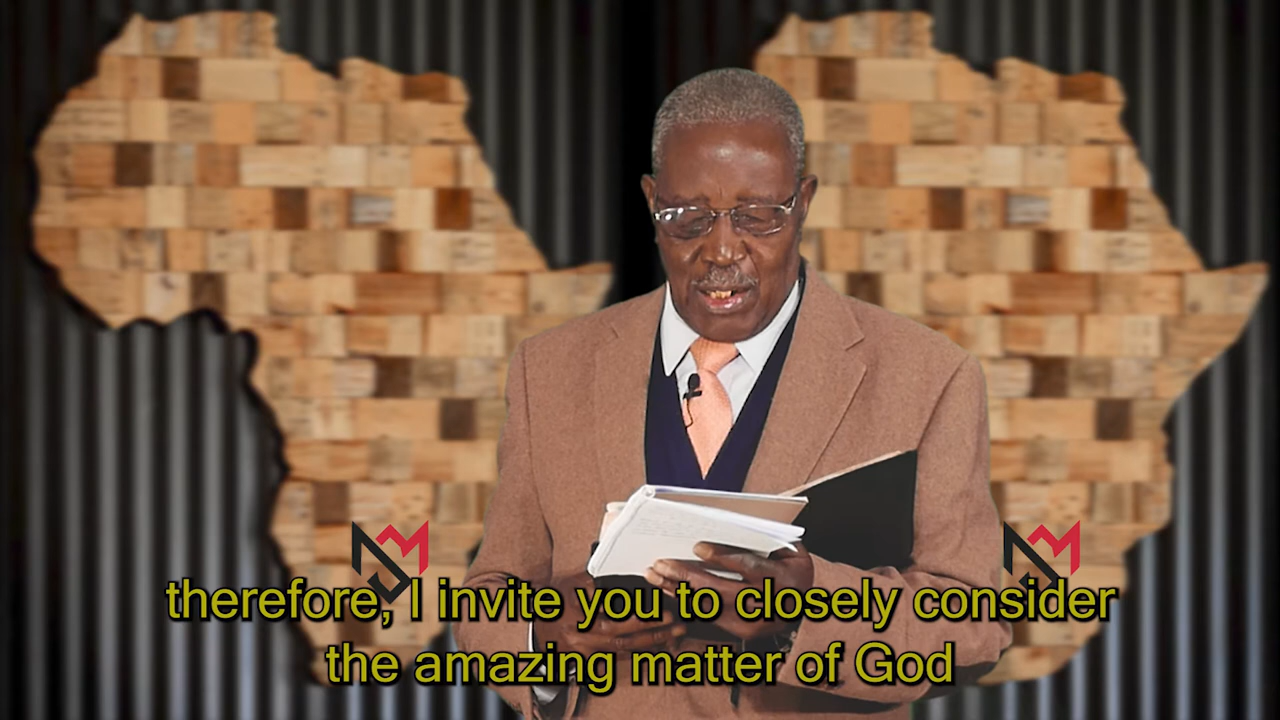 therefore, I invite you to closely consider
the amazing matter of God